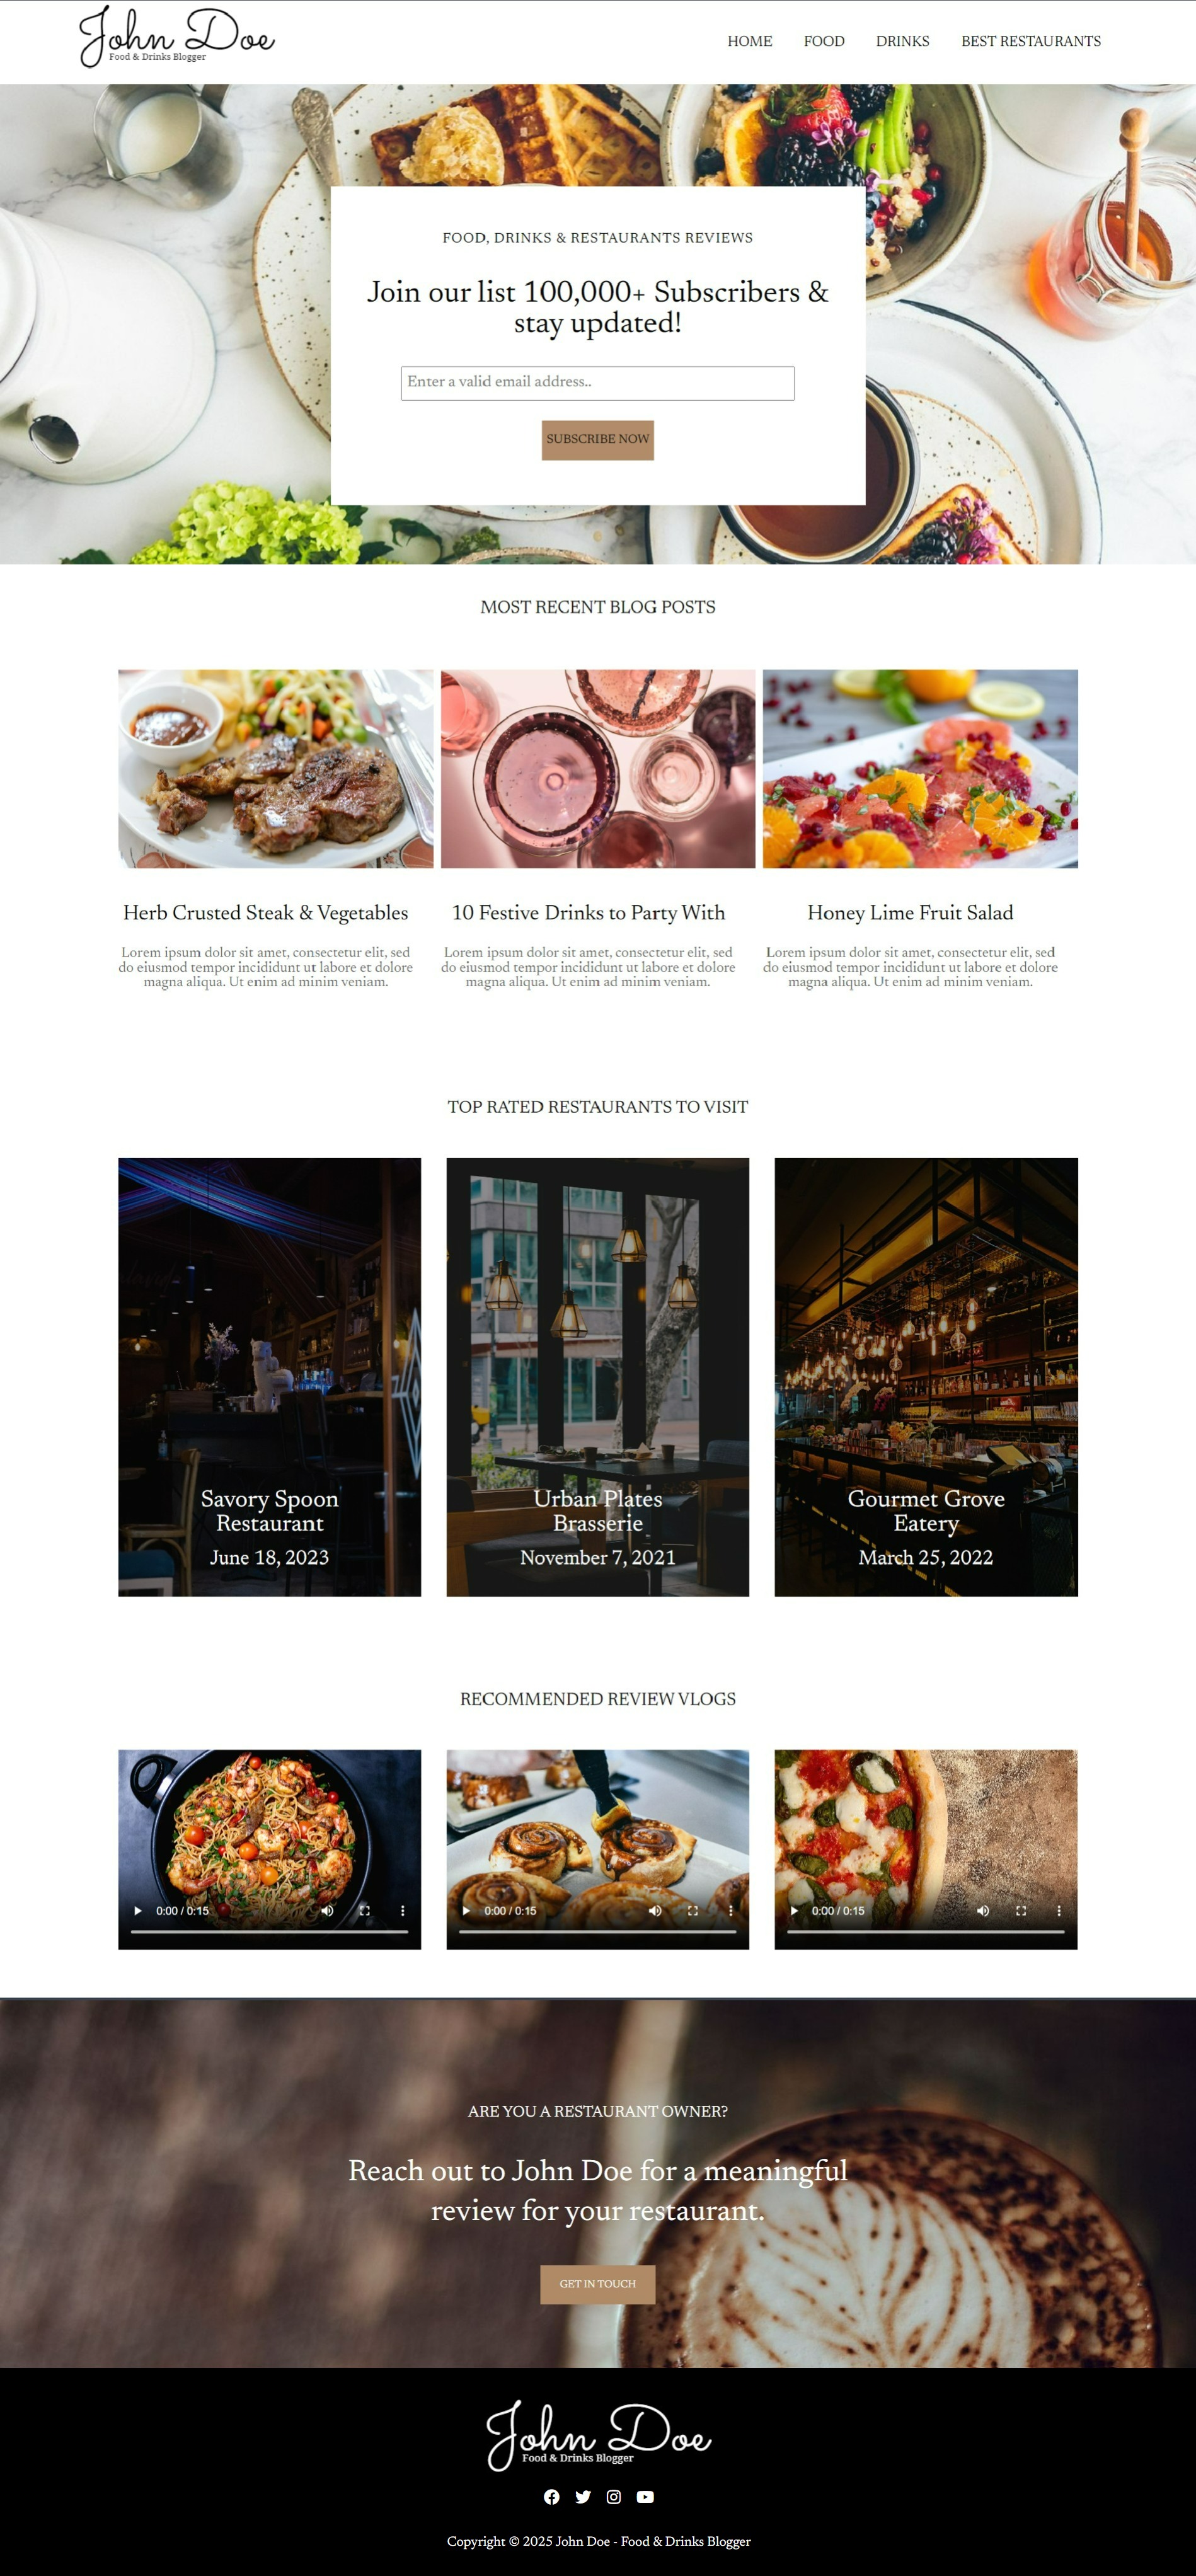 John Doe
Food & Drinks Blogger
HOME FOOD DRINKS BEST RESTAURANTS
FOOD, DRINKS & RESTAURANTS REVIEWS
Join our list 100,000+ Subscribers &
stay updated!
Enter a valid email address..
SUBSCRIBE NOW
MOST RECENT BLOG POSTS
Herb Crusted Steak & Vegetables
Lorem ipsum dolor sit amet, consectetur elit, sed
do eiusmod tempor incididunt ut labore et dolore
magna aliqua. Ut enim ad minim veniam.
10 Festive Drinks to Party With
Lorem ipsum dolor sit amet, consectetur elit, sed
do eiusmod tempor incididunt ut labore et dolore
magna aliqua. Ut enim ad minim veniam.
Honey Lime Fruit Salad
Lorem ipsum dolor sit amet, consectetur elit, sed
do eiusmod tempor incididunt ut labore et dolore
magna aliqua. Ut enim ad minim veniam.
TOP RATED RESTAURANTS TO VISIT
Savory Spoon
Restaurant
June 18, 2023
Urban Plates
Brasserie
November 7, 2021
Gourmet Grove
Eatery
March 25, 2022
RECOMMENDED REVIEW VLOGS
0:00 / 0:15
0:00 / 0:15
0:00 / 0:15
ARE YOU A RESTAURANT OWNER?
Reach out to John Doe for a meaningful
review for your restaurant.
GET IN TOUCH
John Doe
Food & Drinks Blogger
Copyright © 2025 John Doe - Food & Drinks Blogger